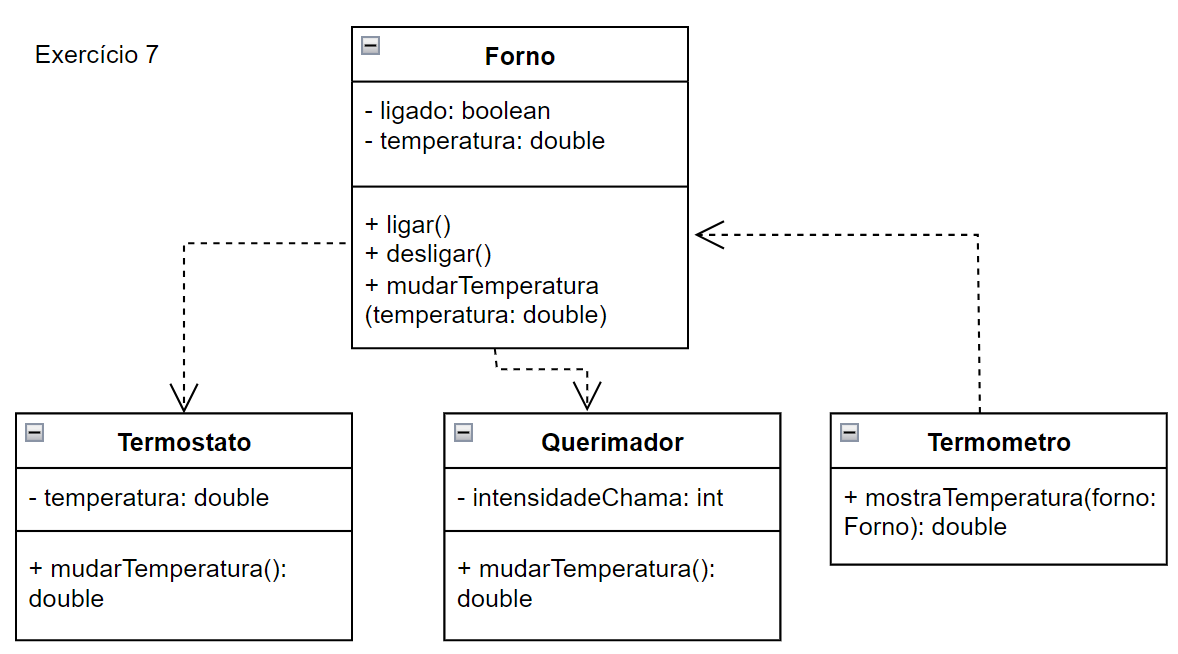 Exercício 7
Forno
- ligado: boolean
- temperatura: double
+ ligar()
+ desligar()
+ mudarTemperatura
(temperatura: double)
Termostato
- temperatura: double
+ mudarTemperatura():
double
Querimador
- intensidadeChama: int
+ mudarTemperatura():
double
Termometro
+ mostraTemperatura(forno:
Forno): double